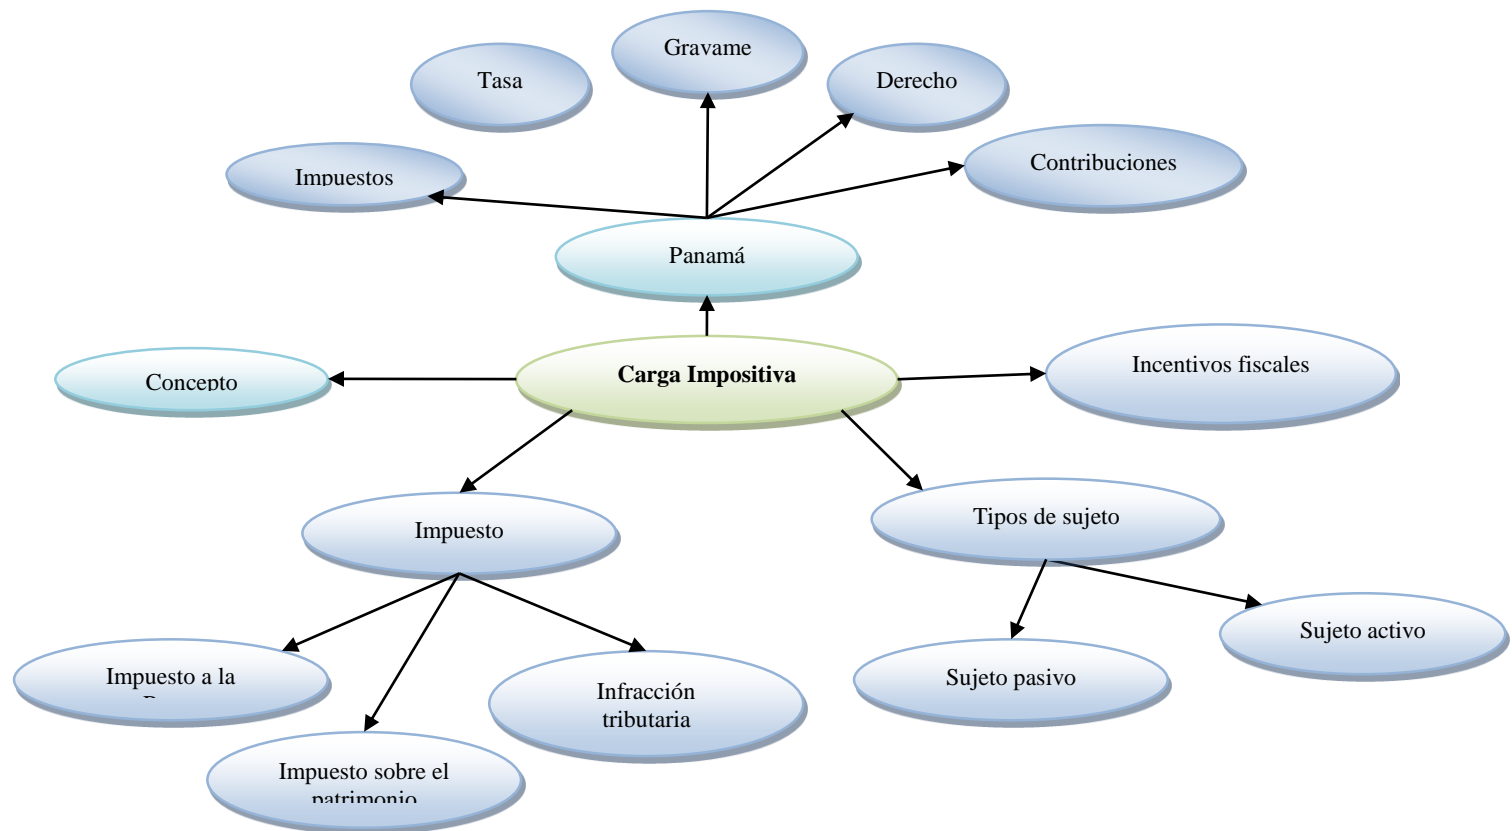 Gravame
Tasa
Derecho
Contribuciones
Impuestos
Panamá
Carga Impositiva
Incentivos fiscales
Concepto
Impuesto
Tipos de sujeto
Sujeto activo
Impuesto a la
Sujeto pasivo
Infracción
tributaria
Impuesto sobre el
patrimonio